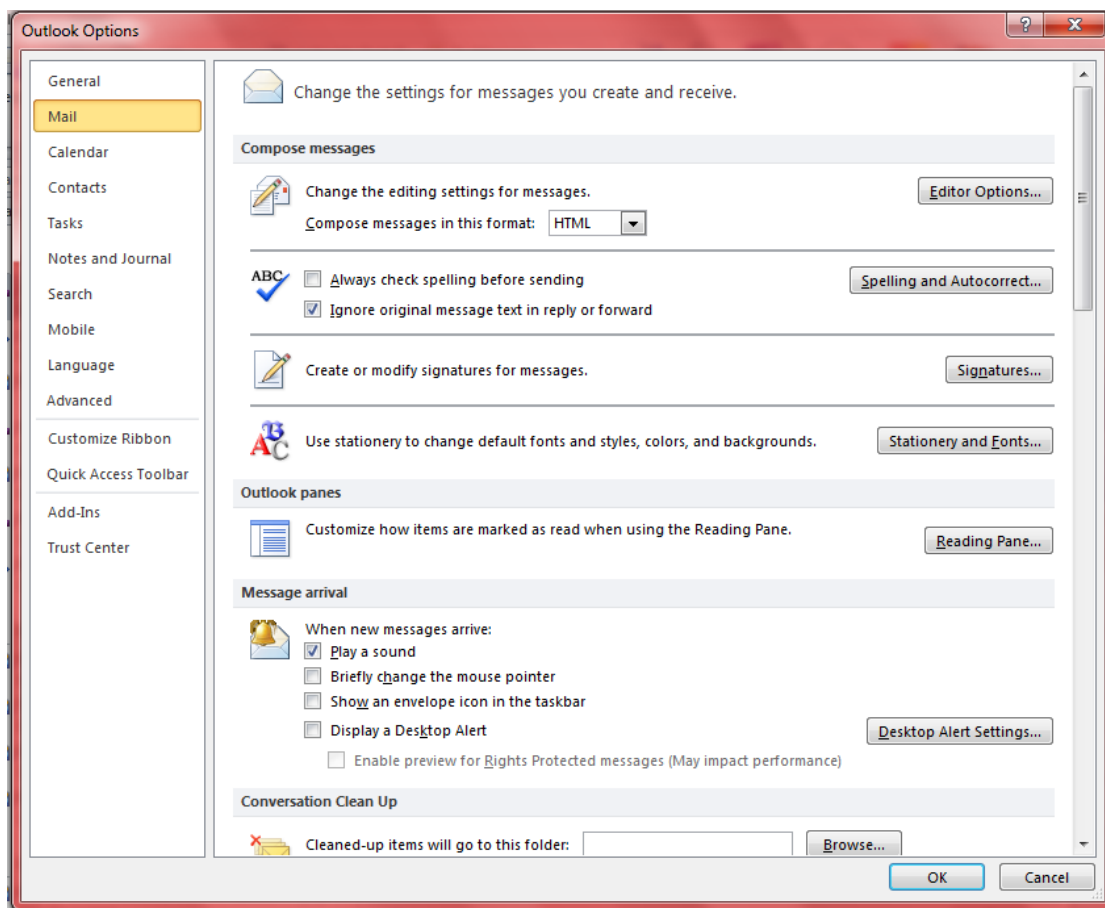 Outlook Options
General
Mail
Calendar
Contacts
Tasks
Notes and Journal
Search
Mobile
Language
Advanced
Customize Ribbon
Quick Access Toolbar
Add-Ins
Trust Center
Change the settings for messages you create and receive.
Compose messages
Change the editing settings for messages.
Editor Options...
Compose messages in this format: HTML
ABC
Always check spelling before sending
Spelling and Autocorrect...
Ignore original message text in reply or forward
Create or modify signatures for messages.
Signatures...
Use stationery to change default fonts and styles, colors, and backgrounds.
Stationery and Fonts...
Outlook panes
Customize how items are marked as read when using the Reading Pane.
Reading Pane...
Message arrival
When new messages arrive:
Play a sound
Briefly change the mouse pointer
Show an envelope icon in the taskbar
Display a Desktop Alert
Desktop Alert Settings...
Enable preview for Rights Protected messages (May impact performance)
Conversation Clean Up
Cleaned-up items will go to this folder:
Browse...
OK
Cancel